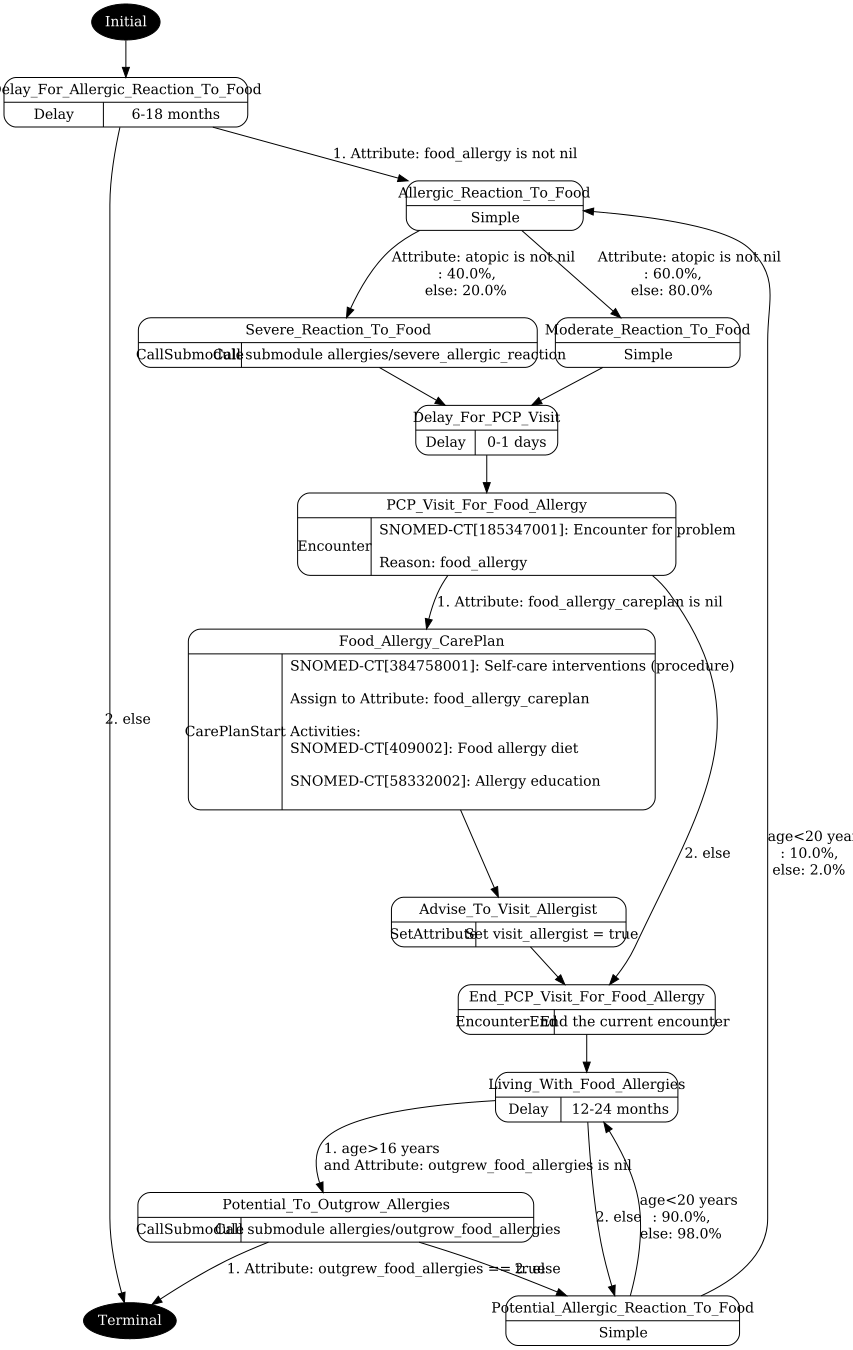 Initial
Delay_For_Allergic_Reaction_To_Food
Delay
6-18 months
1. Attribute: food_allergy is not nil
Allergic_Reaction_To_Food
Simple
Attribute: atopic is not nil
: 40.0%,
else: 20.0%
Attribute: atopic is not nil
: 60.0%,
else: 80.0%
Severe_Reaction_To_Food
CallSubmodule
Call submodule allergies/severe_allergic_reaction
Moderate_Reaction_To_Food
Simple
Delay_For_PCP_Visit
Delay
0-1 days
PCP_Visit_For_Food_Allergy
Encounter
SNOMED-CT[185347001]: Encounter for problem
Reason: food_allergy
1. Attribute: food_allergy_careplan is nil
Food_Allergy_CarePlan
CarePlanStart
SNOMED-CT[384758001]: Self-care interventions (procedure)
Assign to Attribute: food_allergy_careplan
Activities:
SNOMED-CT[409002]: Food allergy diet
SNOMED-CT[58332002]: Allergy education
2. else
2. else
age<20 yea
: 10.0%,
else: 2.0%
Advise_To_Visit_Allergist
SetAttribute
Set visit_allergist = true
End_PCP_Visit_For_Food_Allergy
EncounterEnd
End the current encounter
Living_With_Food_Allergies
Delay
12-24 months
1. age>16 years
and Attribute: outgrew_food_allergies is nil
Potential_To_Outgrow_Allergies
CallSubmodule
Call submodule allergies/outgrow_food_allergies
2. else
age<20 years
: 90.0%,
else: 98.0%
1. Attribute: outgrew_food_allergies == true
2. else
Potential_Allergic_Reaction_To_Food
Simple
Terminal